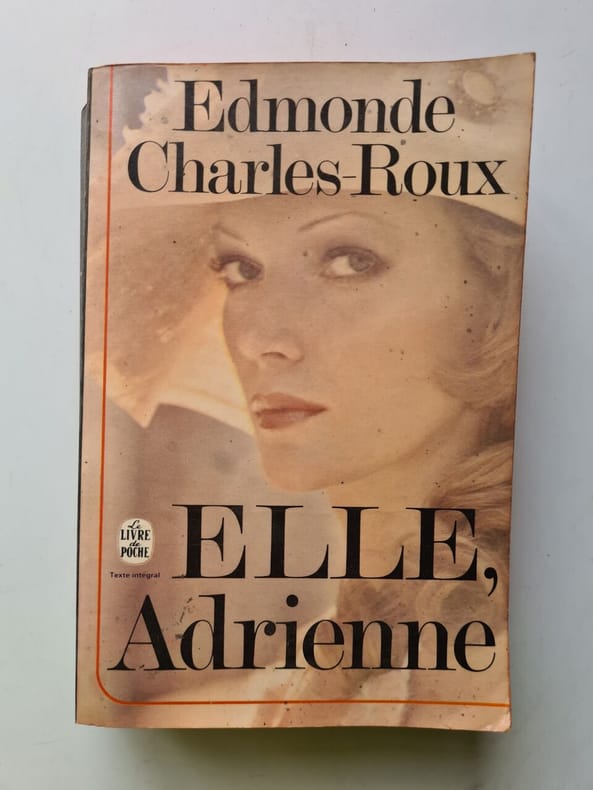 Edmonde
Charles-Roux
Le
LIVRE
de
POCHE
Texte intégral
ELLE,
Adrienne